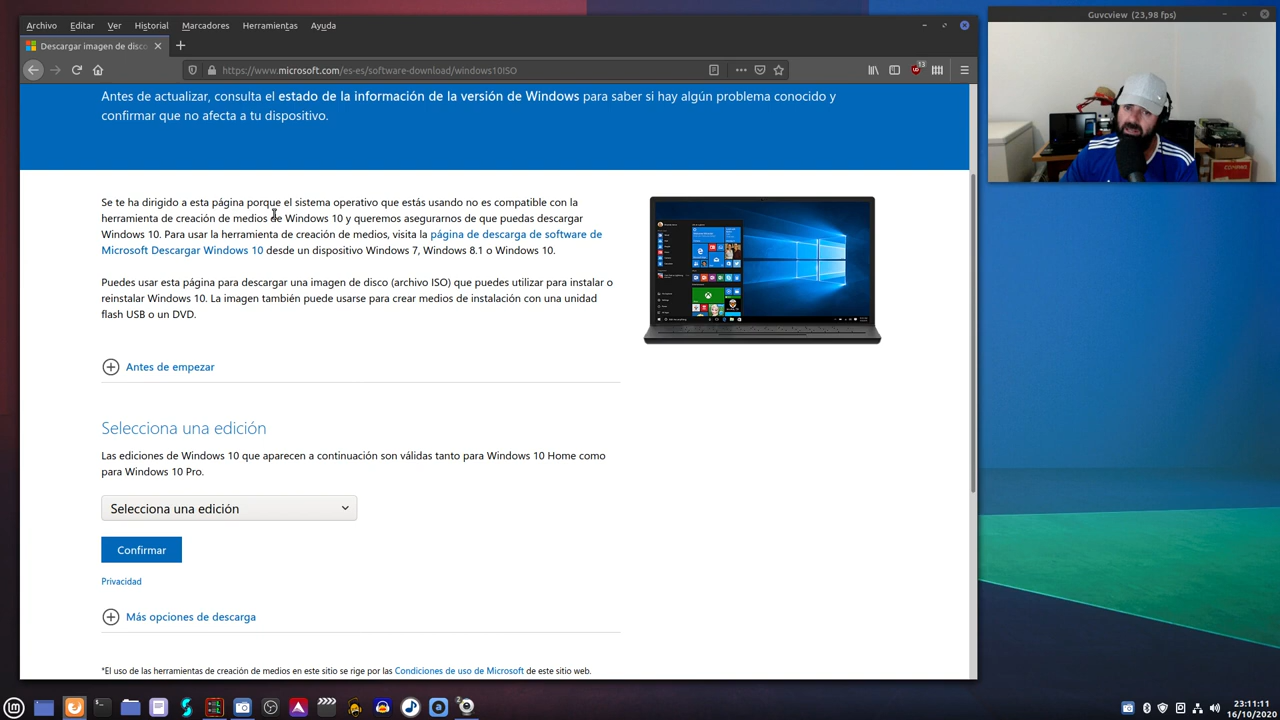 Archivo Editar Ver Historial Marcadores Herramientas Ayuda
Guvcview (23,98 fps)
Descargar imagen de disco
https://www.microsoft.com/es-es/software-download/windows10ISO
13
Antes de actualizar, consulta el estado de la información de la versión de Windows para saber si hay algún problema conocido y
confirmar que no afecta a tu dispositivo.
Se te ha dirigido a esta página porque el sistema operativo que estás usando no es compatible con la
herramienta de creación de medios de Windows 10 y queremos asegurarnos de que puedas descargar
Windows 10. Para usar la herramienta de creación de medios, visita la página de descarga de software de
Microsoft Descargar Windows 10 desde un dispositivo Windows 7, Windows 8.1 o Windows 10.
Puedes usar esta página para descargar una imagen de disco (archivo ISO) que puedes utilizar para instalar o
reinstalar Windows 10. La imagen también puede usarse para crear medios de instalación con una unidad
flash USB o un DVD.
Antes de empezar
Selecciona una edición
Las ediciones de Windows 10 que aparecen a continuación son válidas tanto para Windows 10 Home como
para Windows 10 Pro.
Selecciona una edición
Confirmar
Privacidad
Más opciones de descarga
*El uso de las herramientas de creación de medios en este sitio se rige por las Condiciones de uso de Microsoft de este sitio web.
23:11:11
16/10/2020